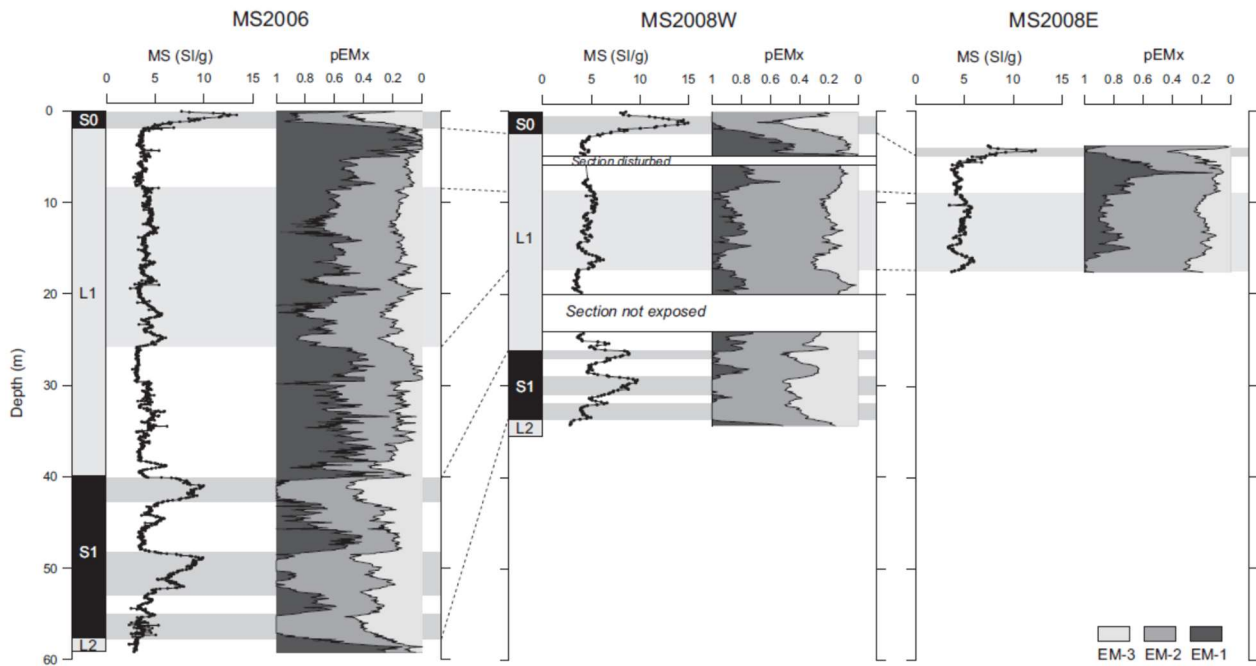 MS2006
MS2008W
MS2008E
MS (SI/g)
pEMx
MS (SI/g)
pEMx
MS (SI/g)
pEMx
0 5 10 15 1 0.8 0.6 0.4 0.2 0
0 5 10 15 1 0.8 0.6 0.4 0.2 0
0 5 10 15 1 0.8 0.6 0.4 0.2 0
Depth (m)
0
10
20
30
40
50
60
S0
L1
S1
L2
S0
Section disturbed
L1
Section not exposed
S1
L2
EM-3 EM-2 EM-1